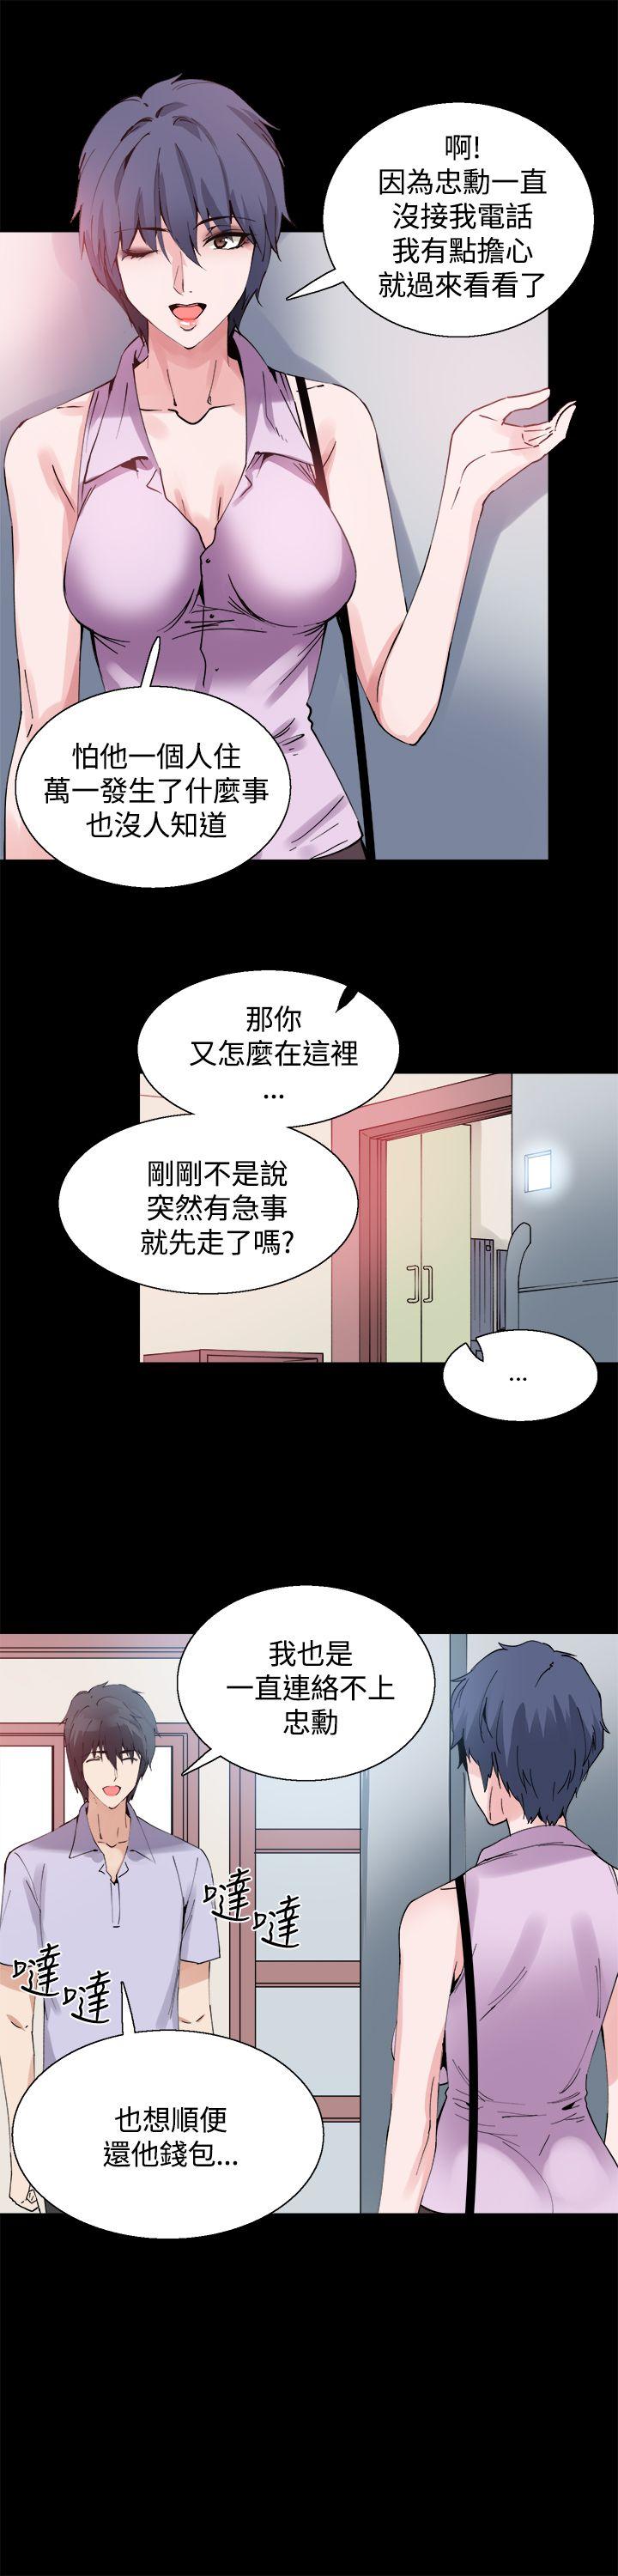 啊!
因為忠勳一直
沒接我電話
我有點擔心
就過來看看了
怕他一個人住
萬一發生了什麼事
也沒人知道
那你
又怎麼在這裡
...
剛剛不是說
突然有急事
就先走了嗎?
...
我也是
一直連絡不上
忠勳
噠噠
噠噠
也想順便
還他錢包...